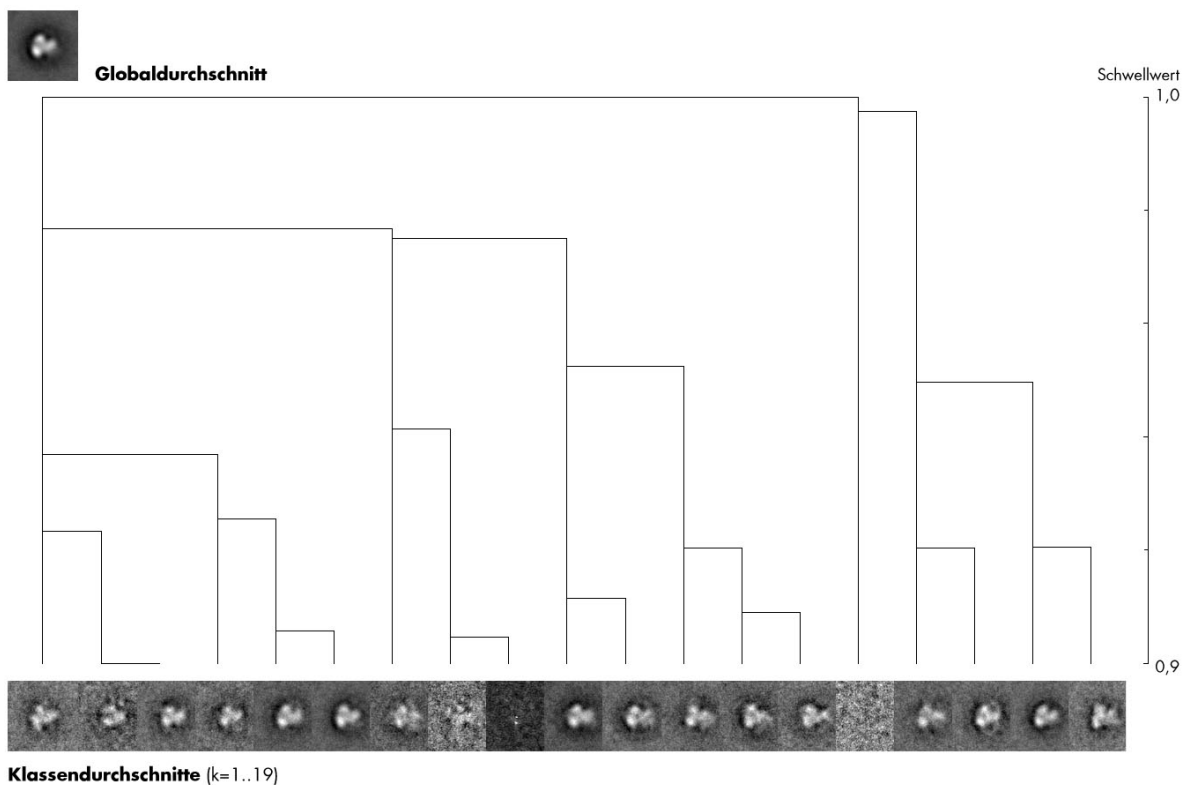 Globaldurchschnitt
Schwellwert
1,0
0,9
Klassendurchschnitte (k=1..19)